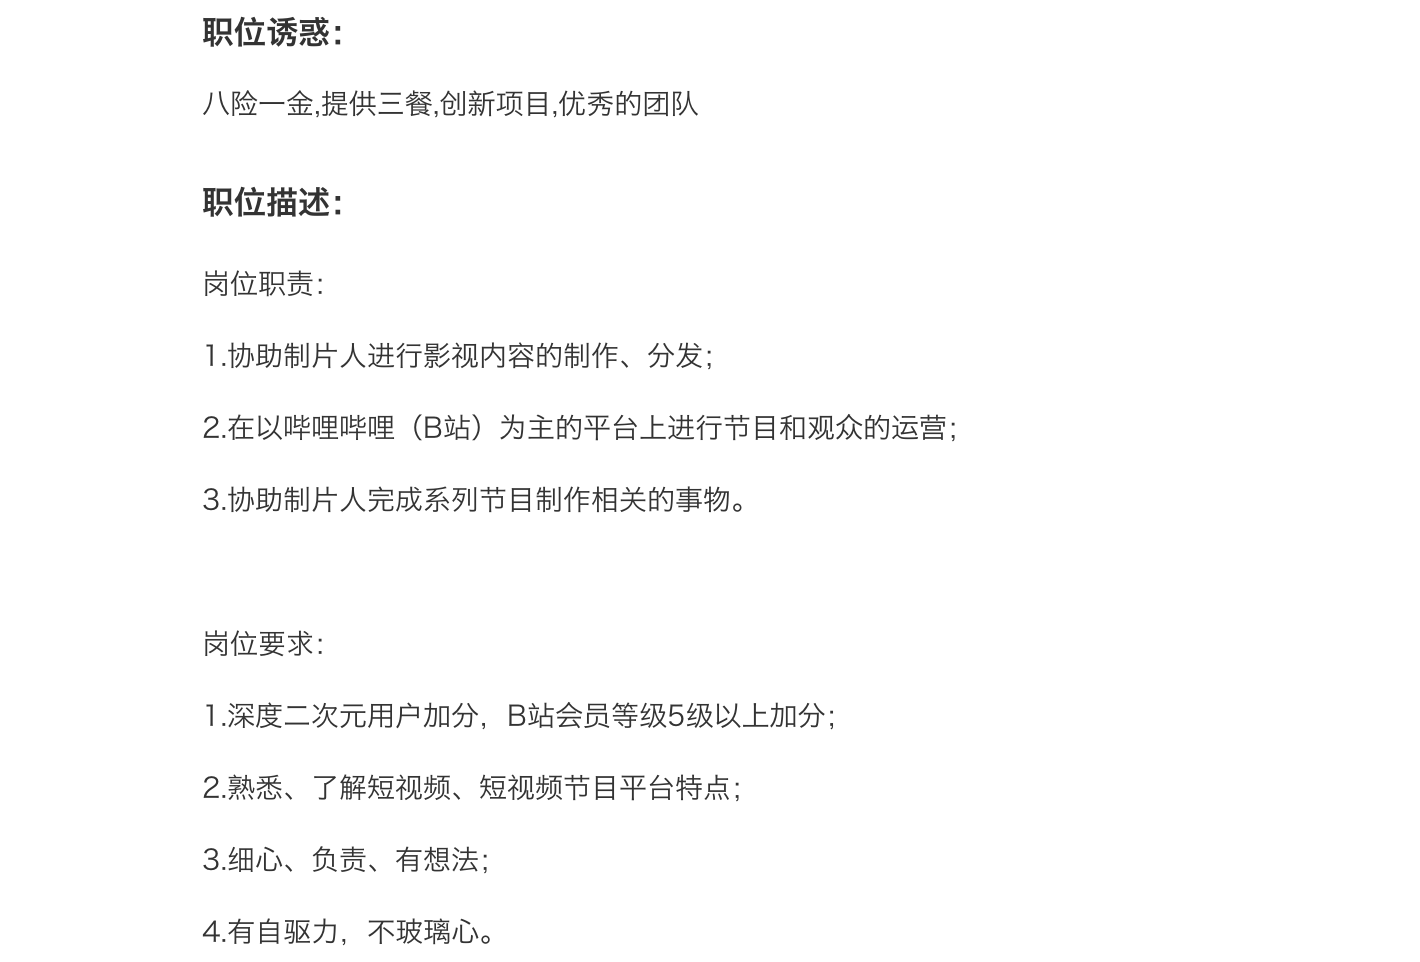 职位诱惑：
八险一金,提供三餐,创新项目,优秀的团队
职位描述：
岗位职责：
1.协助制片人进行影视内容的制作、分发；
2.在以哔哩哔哩（B站）为主的平台上进行节目和观众的运营；
3.协助制片人完成系列节目制作相关的事物。
岗位要求：
1.深度二次元用户加分，B站会员等级5级以上加分；
2.熟悉、了解短视频、短视频节目平台特点；
3.细心、负责、有想法；
4.有自驱力，不玻璃心。